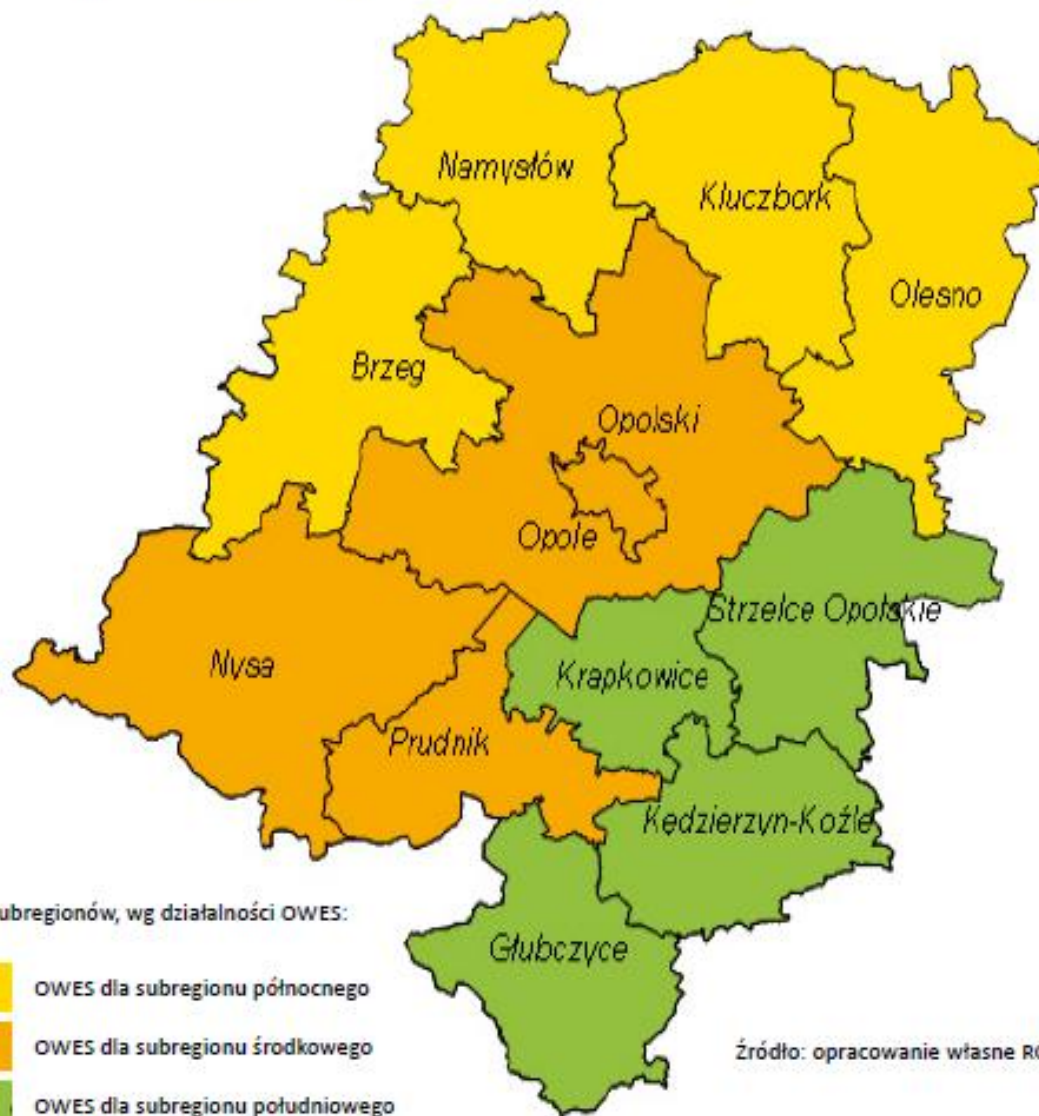 Namysłów
Kluczbork
Olesno
Brzeg
Opolski
Opole
Strzelce Opolskie
Nysa
Krapkowice
Prudnik
Kędzierzyn-Koźle
Głubczyce
ubregionów, wg działalności OWES:
OWES dla subregionu północnego
OWES dla subregionu środkowego
Źródło: opracowanie własne RO
OWES dla subregionu południowego